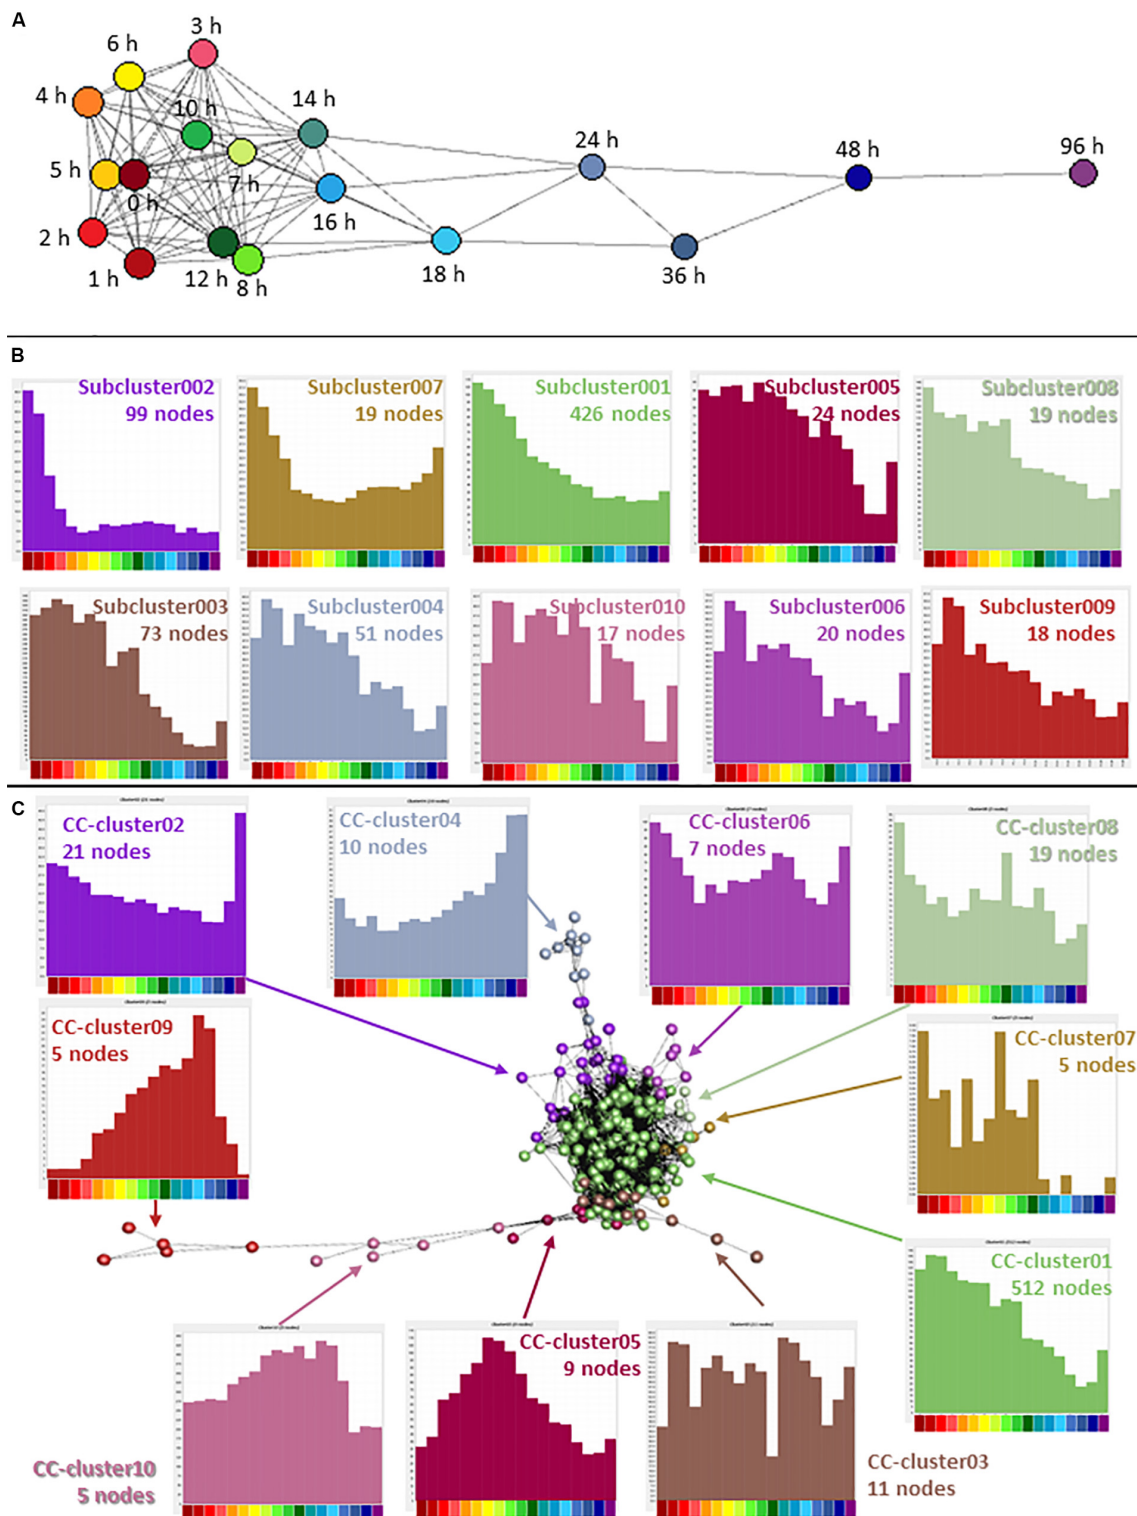 A
3 h
6 h
4 h
10 h
14 h
24 h
48 h
96 h
5 h
0 h
7 h
16 h
2 h
1 h
12 h
8 h
18 h
36 h
B
Subcluster002
99 nodes
Subcluster007
19 nodes
Subcluster001
426 nodes
Subcluster005
24 nodes
Subcluster008
19 nodes
Subcluster003
73 nodes
Subcluster004
51 nodes
Subcluster010
17 nodes
Subcluster006
20 nodes
Subcluster009
18 nodes
C
CC-cluster02
21 nodes
CC-cluster04
10 nodes
CC-cluster06
7 nodes
CC-cluster08
19 nodes
CC-cluster09
5 nodes
CC-cluster07
5 nodes
CC-cluster01
512 nodes
CC-cluster05
9 nodes
CC-cluster10
5 nodes
CC-cluster03
11 nodes